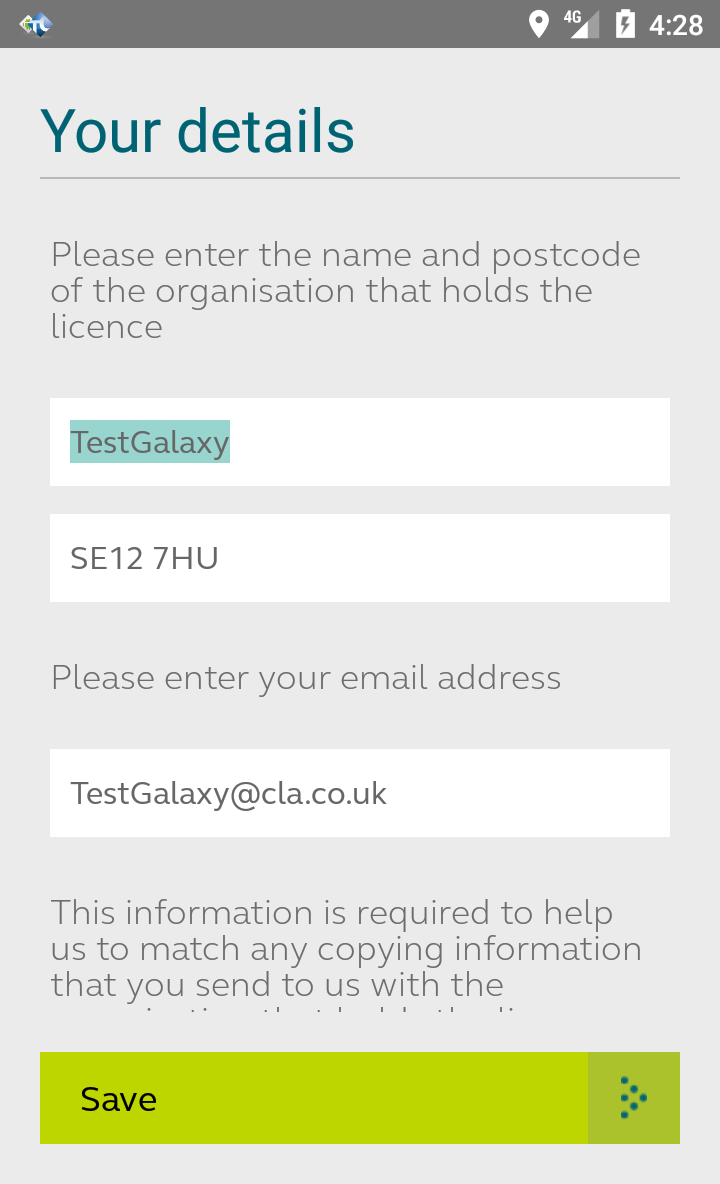 4G 4:28
Your details
Please enter the name and postcode
of the organisation that holds the
licence
TestGalaxy
SE12 7HU
Please enter your email address
TestGalaxy@cla.co.uk
This information is required to help
us to match any copying information
that you send to us with the
Save